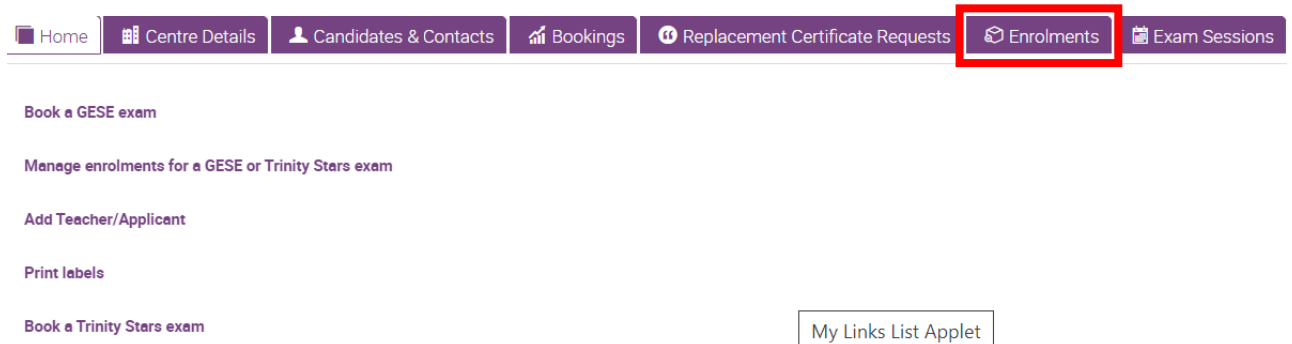 Home Centre Details Candidates & Contacts Bookings Replacement Certificate Requests Enrolments Exam Sessions
Book a GESE exam
Manage enrolments for a GESE or Trinity Stars exam
Add Teacher/Applicant
Print labels
Book a Trinity Stars exam
My Links List Applet